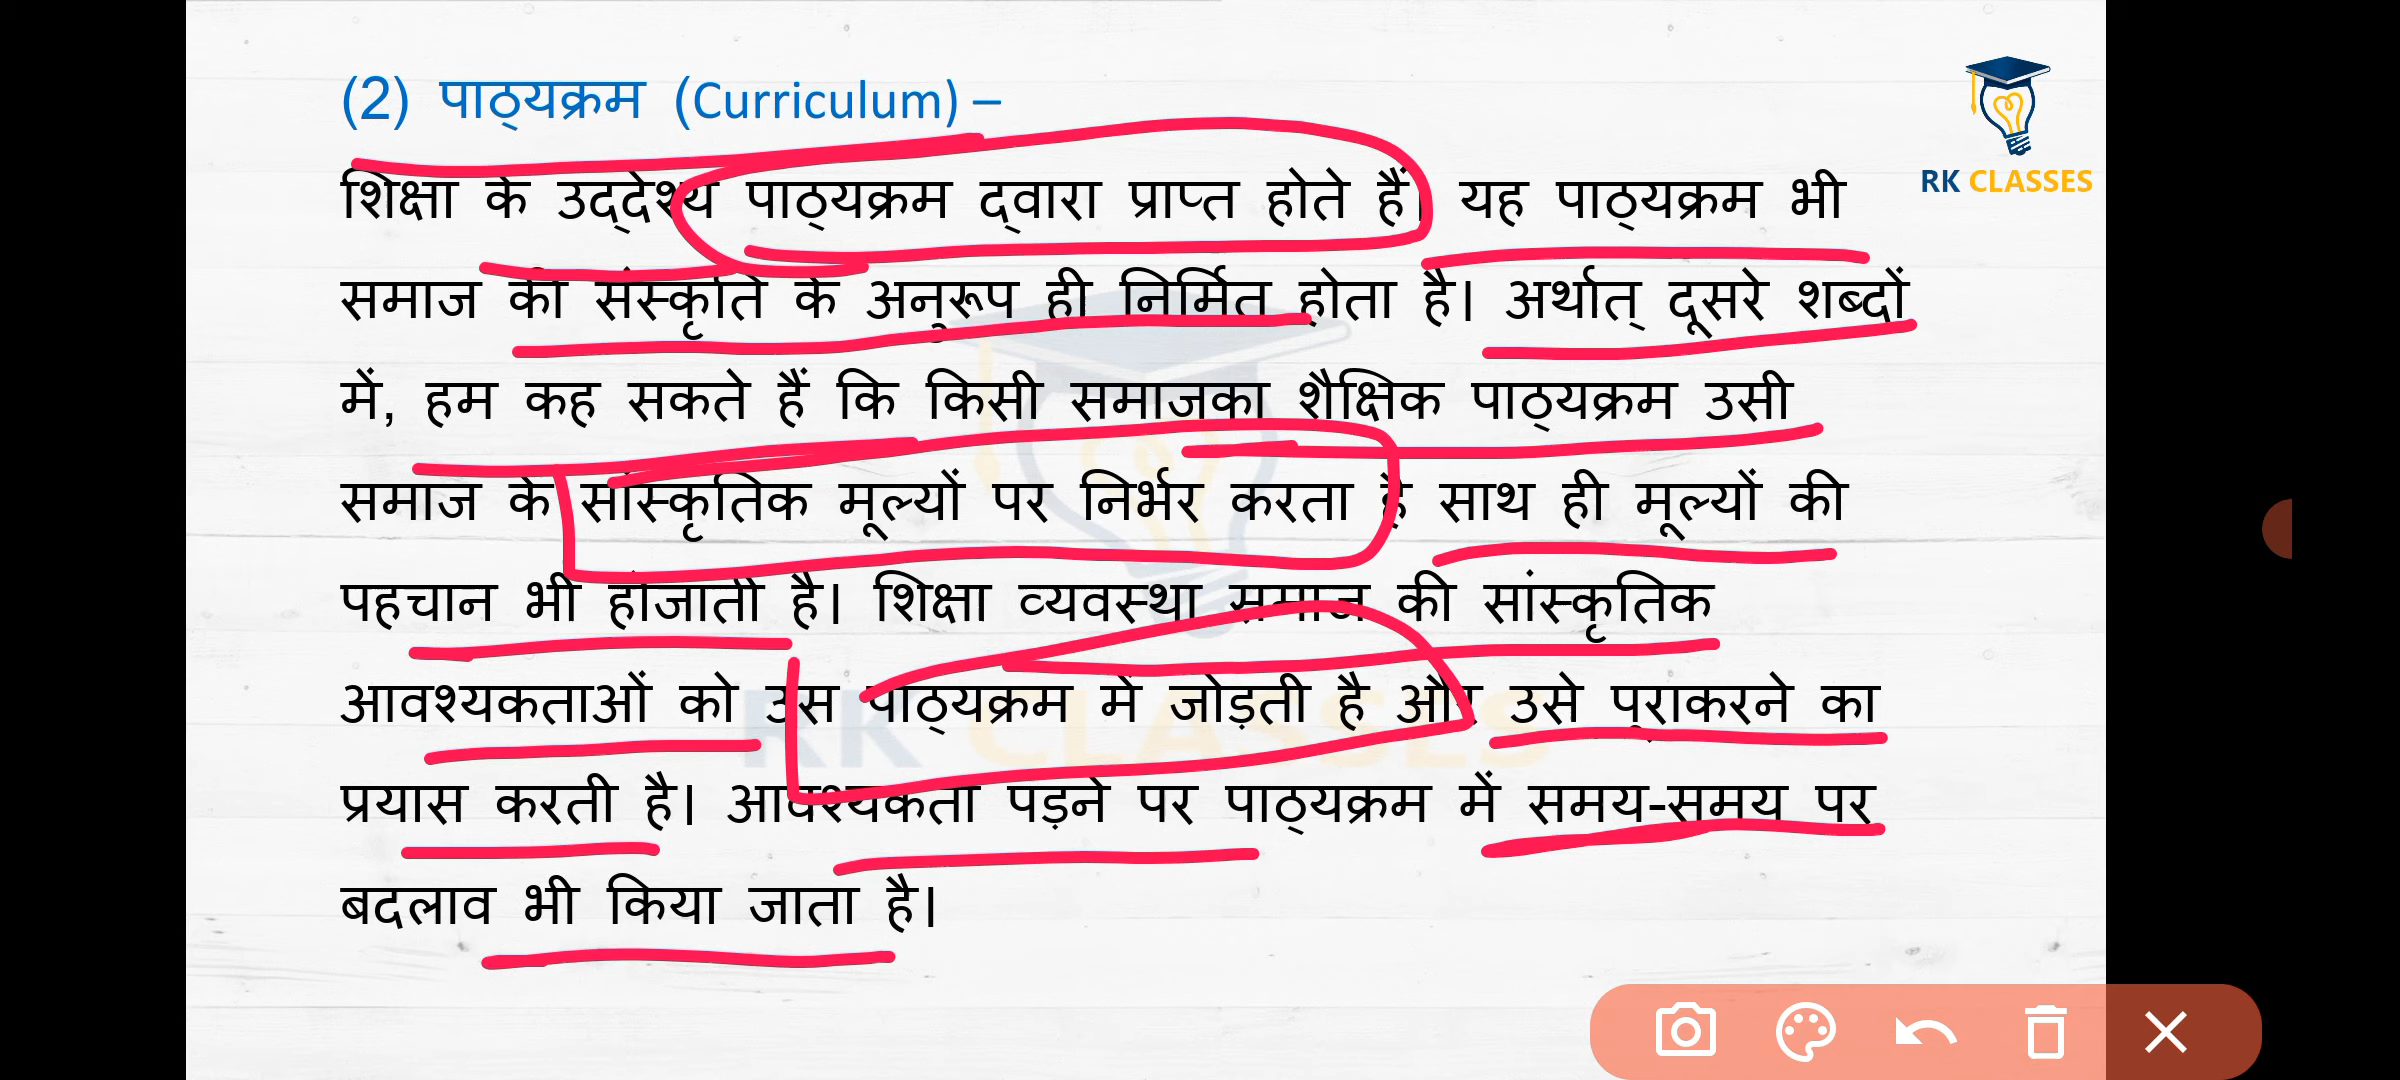 (2) पाठ्यक्रम (Curriculum) –
शिक्षा के उद्देश्य पाठ्यक्रम द्वारा प्राप्त होते हैं। यह पाठ्यक्रम भी
समाज की संस्कृति के अनुरूप ही निर्मित होता है। अर्थात् दूसरे शब्दों
में, हम कह सकते हैं कि किसी समाजका शैक्षिक पाठ्यक्रम उसी
समाज के सांस्कृतिक मूल्यों पर निर्भर करता है साथ ही मूल्यों की
पहचान भी होजाती है। शिक्षा व्यवस्था समाज की सांस्कृतिक
आवश्यकताओं को उस पाठ्यक्रम में जोड़ती है और उसे पूराकरने का
प्रयास करती है। आवश्यकता पड़ने पर पाठ्यक्रम में समय-समय पर
बदलाव भी किया जाता है।
RK CLASSES
RK CLASSES